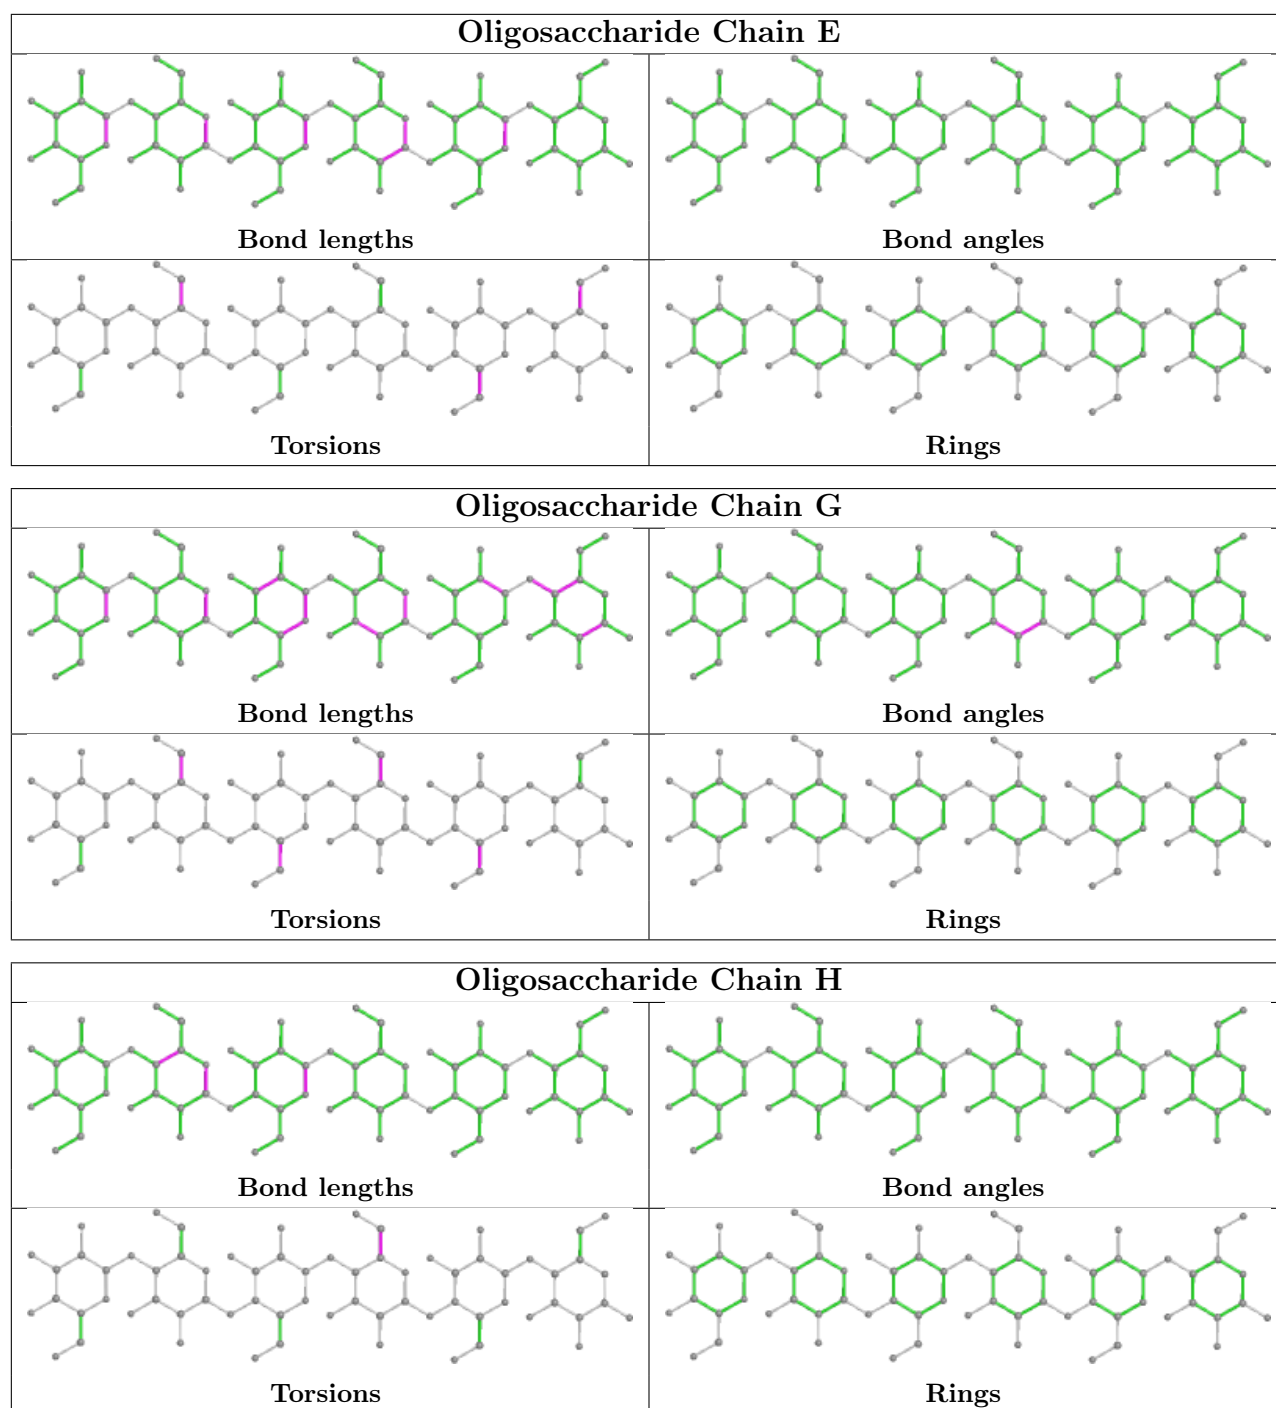 Oligosaccharide Chain E
Bond lengths
Bond angles
Torsions
Rings
Oligosaccharide Chain G
Bond lengths
Bond angles
Torsions
Rings
Oligosaccharide Chain H
Bond lengths
Bond angles
Torsions
Rings